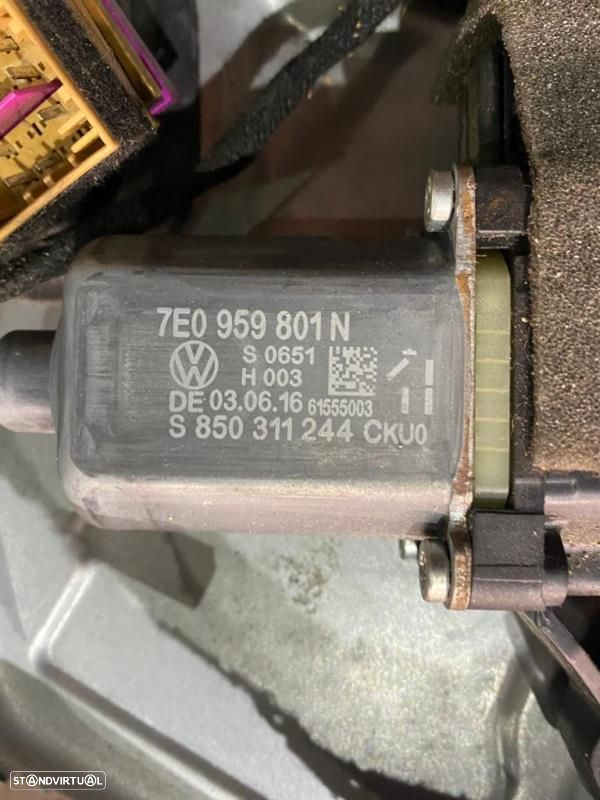 7E0 959 801 N
S 0651
H 003
DE 03.06.16 61555003
S 850 311 244 CKU0
STANDVIRTUAL